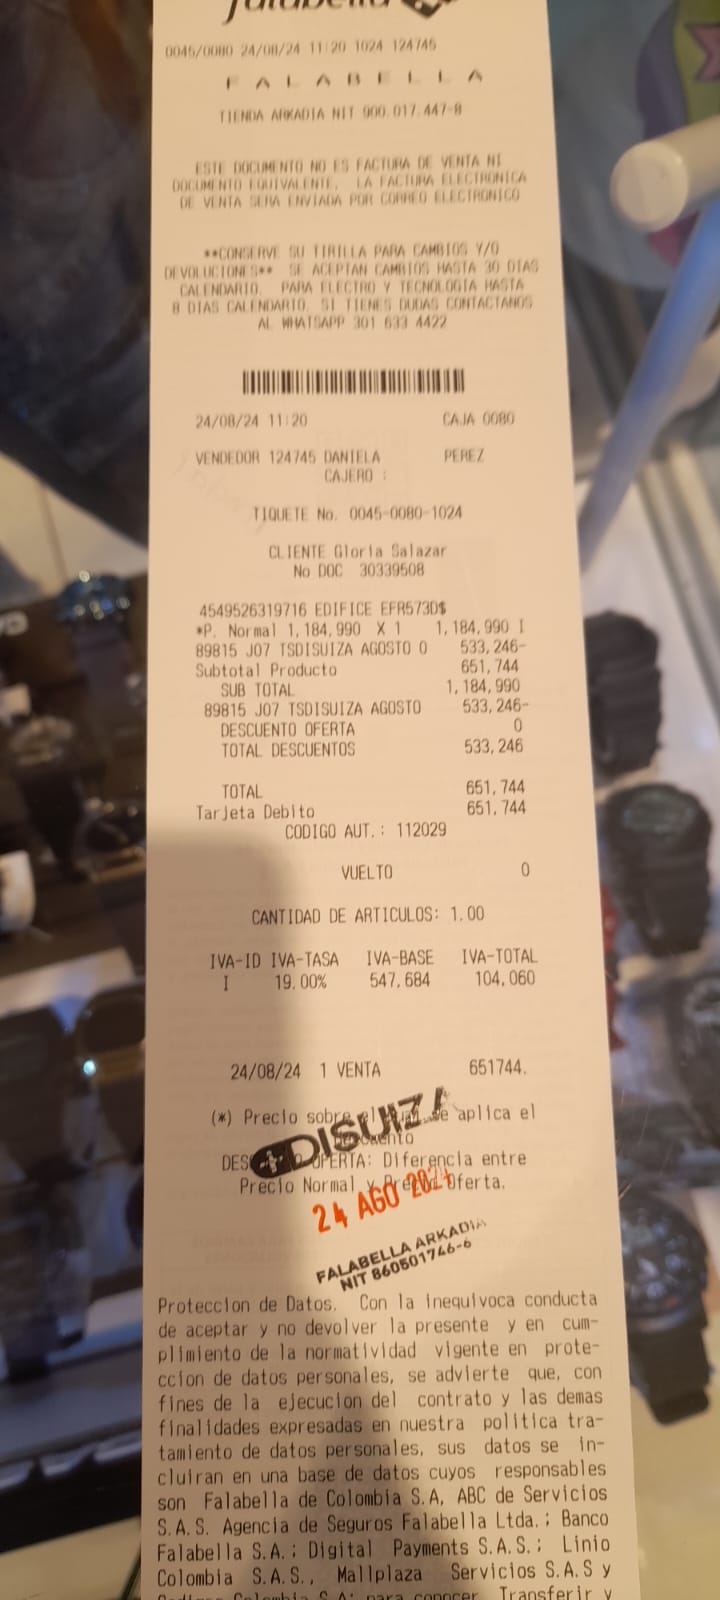 falabella
0045/0080 24/08/24 11:20 1024 124745
FALABELLA
TIENDA ARKADIA NIT 900.017.447-8
ESTE DOCUMENTO NO ES FACTURA DE VENTA NI
DOCUMENTO EQUIVALENTE. LA FACTURA ELECTRONICA
DE VENTA SERA ENVIADA POR CORREO ELECTRONICO
**CONSERVE SU TIRILLA PARA CAMBIOS Y/O
DEVOLUCIONES** SE ACEPTAN CAMBIOS HASTA 30 DIAS
CALENDARIO. PARA ELECTRO Y TECNOLOGIA HASTA
8 DIAS CALENDARIO. SI TIENES DUDAS CONTACTANOS
AL WHATSAPP 301 633 4422
24/08/24 11:20 CAJA 0080
VENDEDOR 124745 DANIELA PEREZ
CAJERO :
TIQUETE No. 0045-0080-1024
CLIENTE Gloria Salazar
No DOC 30339508
4549526319716 EDIFICE EFR573D$
*P. Normal 1,184,990 X 1 1,184,990 I
89815 J07 TSDISUIZA AGOSTO 0 533,246-
Subtotal Producto 651,744
SUB TOTAL 1,184,990
89815 J07 TSDISUIZA AGOSTO 533,246-
DESCUENTO OFERTA 0
TOTAL DESCUENTOS 533,246
TOTAL 651,744
Tarjeta Debito 651,744
CODIGO AUT.: 112029
VUELTO 0
CANTIDAD DE ARTICULOS: 1.00
IVA-ID IVA-TASA IVA-BASE IVA-TOTAL
I 19.00% 547,684 104,060
24/08/24 1 VENTA 651744.
(*) Precio sobre el se aplica el
DISUIZA
OFERTA: Diferencia entre
Precio Normal y Precio Oferta.
24 AGO 2024
FALABELLA ARKADIA
NIT 860501746-6
Proteccion de Datos. Con la inequivoca conducta
de aceptar y no devolver la presente y en cum-
plimiento de la normatividad vigente en prote-
ccion de datos personales, se advierte que, con
fines de la ejecucion del contrato y las demas
finalidades expresadas en nuestra politica tra-
tamiento de datos personales, sus datos se in-
cluiran en una base de datos cuyos responsables
son Falabella de Colombia S.A, ABC de Servicios
S.A.S. Agencia de Seguros Falabella Ltda.; Banco
Falabella S.A.; Digital Payments S.A.S.; Linio
Colombia S.A.S., Mallplaza Servicios S.A.S y
Colombia S.A; para conocer, Transferir y